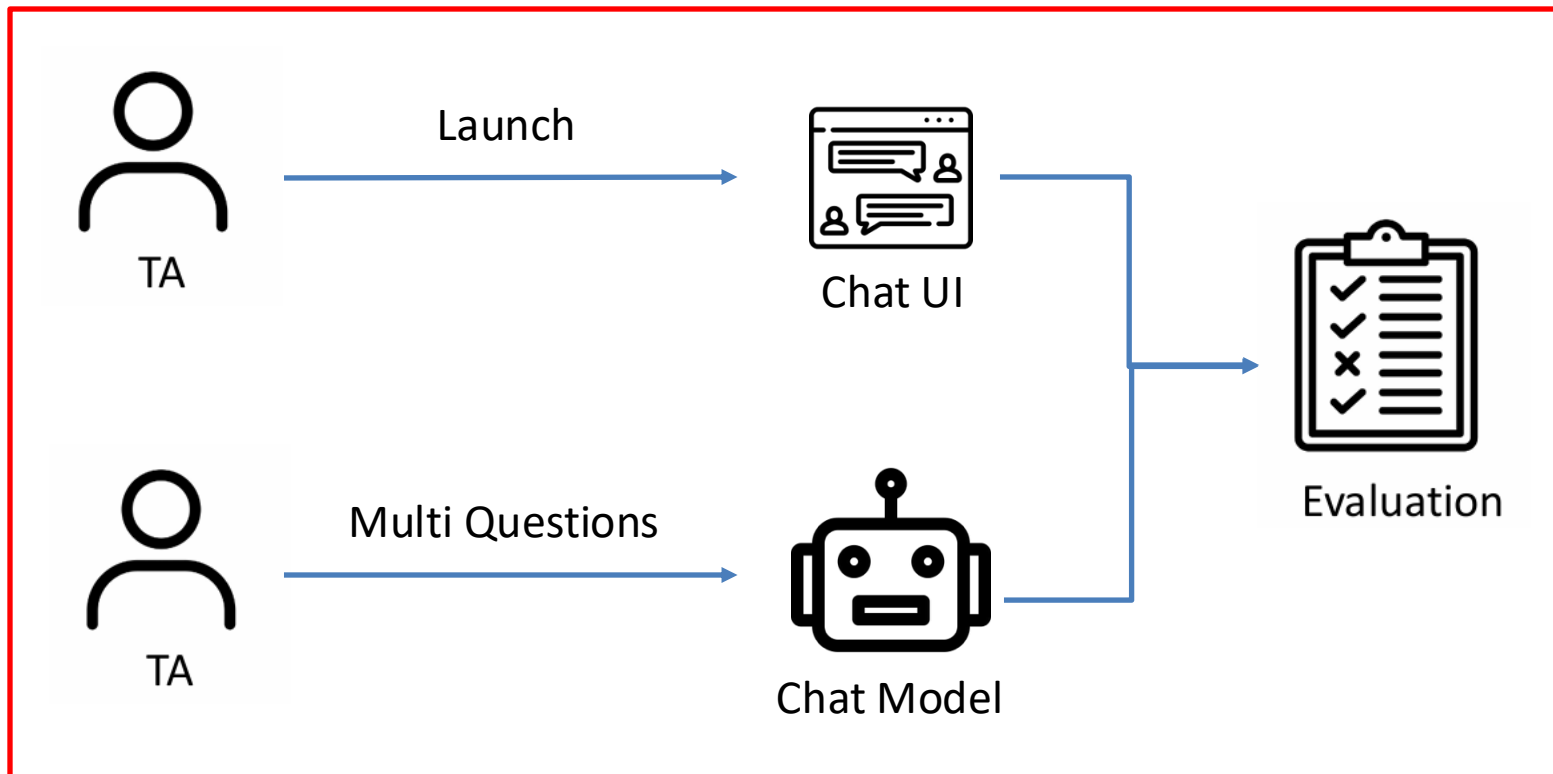 Launch
TA
Chat UI
Multi Questions
TA
Chat Model
Evaluation